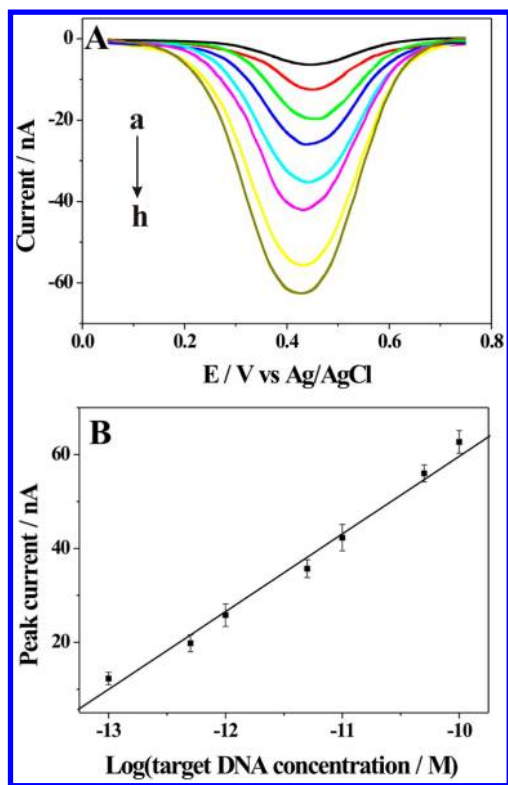 A
0
-20
-40
-60
Current / nA
a
h
0.0 0.2 0.4 0.6 0.8
E / V vs Ag/AgCl
B
60
40
20
Peak current / nA
-13 -12 -11 -10
Log(target DNA concentration / M)